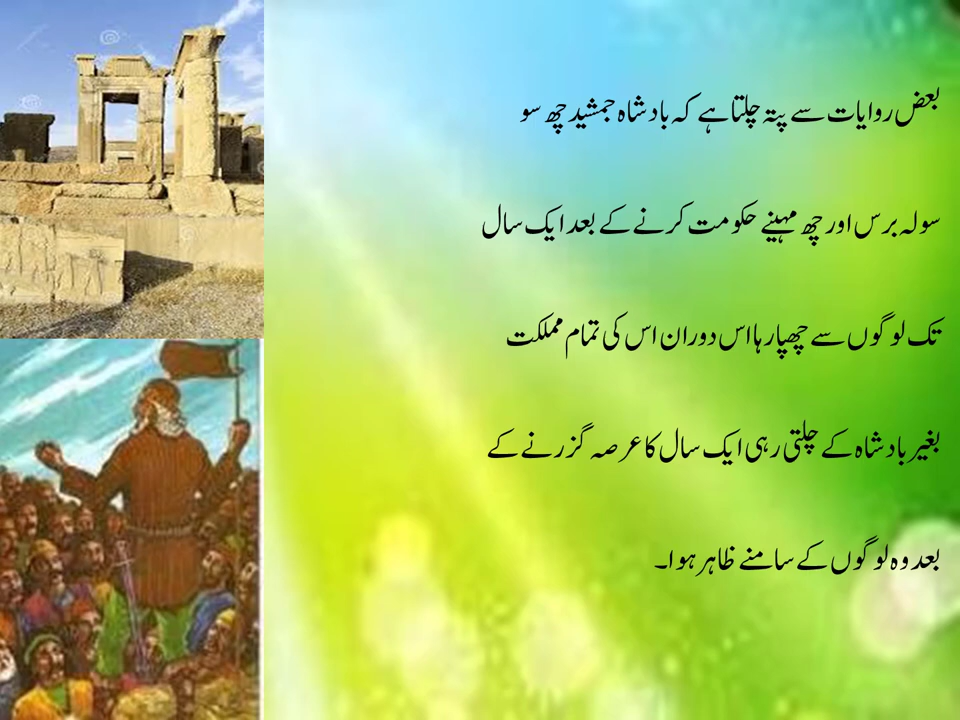 بعض روایات سے پتہ چلتا ہے کہ بادشاہ جمشید چھ سو
سولہ برس اور چھ مہینے حکومت کرنے کے بعد ایک سال
تک لوگوں سے چھپا رہا اس دوران اس کی تمام مملکت
بغیر بادشاہ کے چلتی رہی ایک سال کا عرصہ گزرنے کے
بعد وہ لوگوں کے سامنے ظاہر ہوا۔